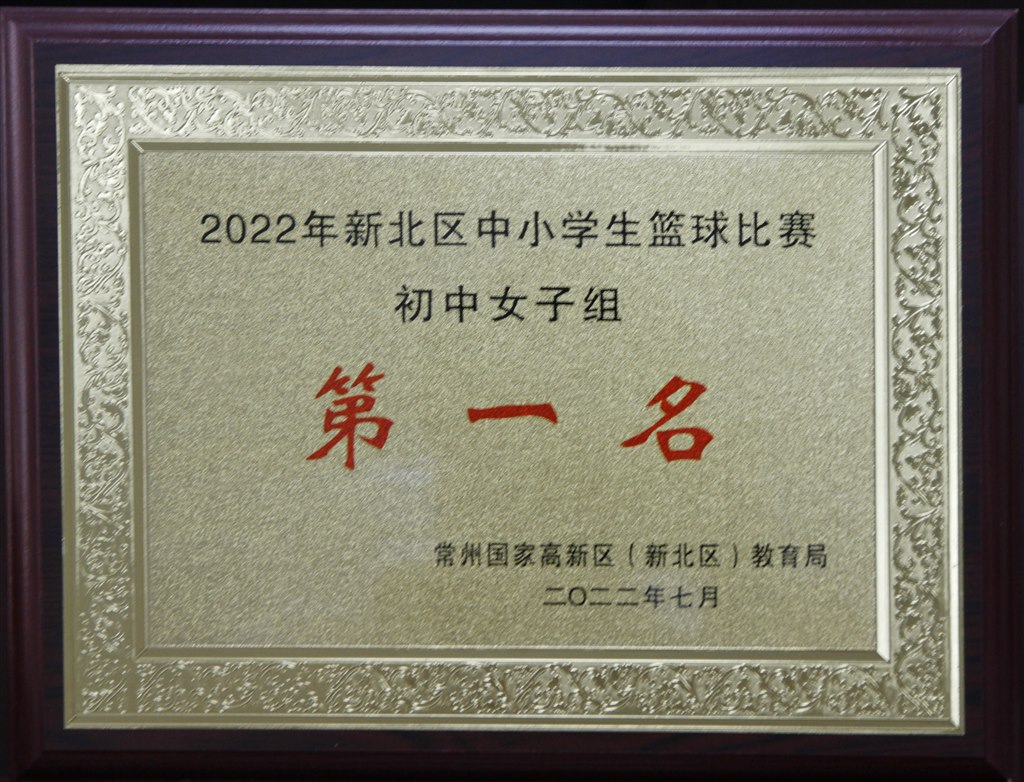 2022年新北区中小学生篮球比赛
初中女子组
第一名
常州国家高新区(新北区)教育局
二〇二二年七月